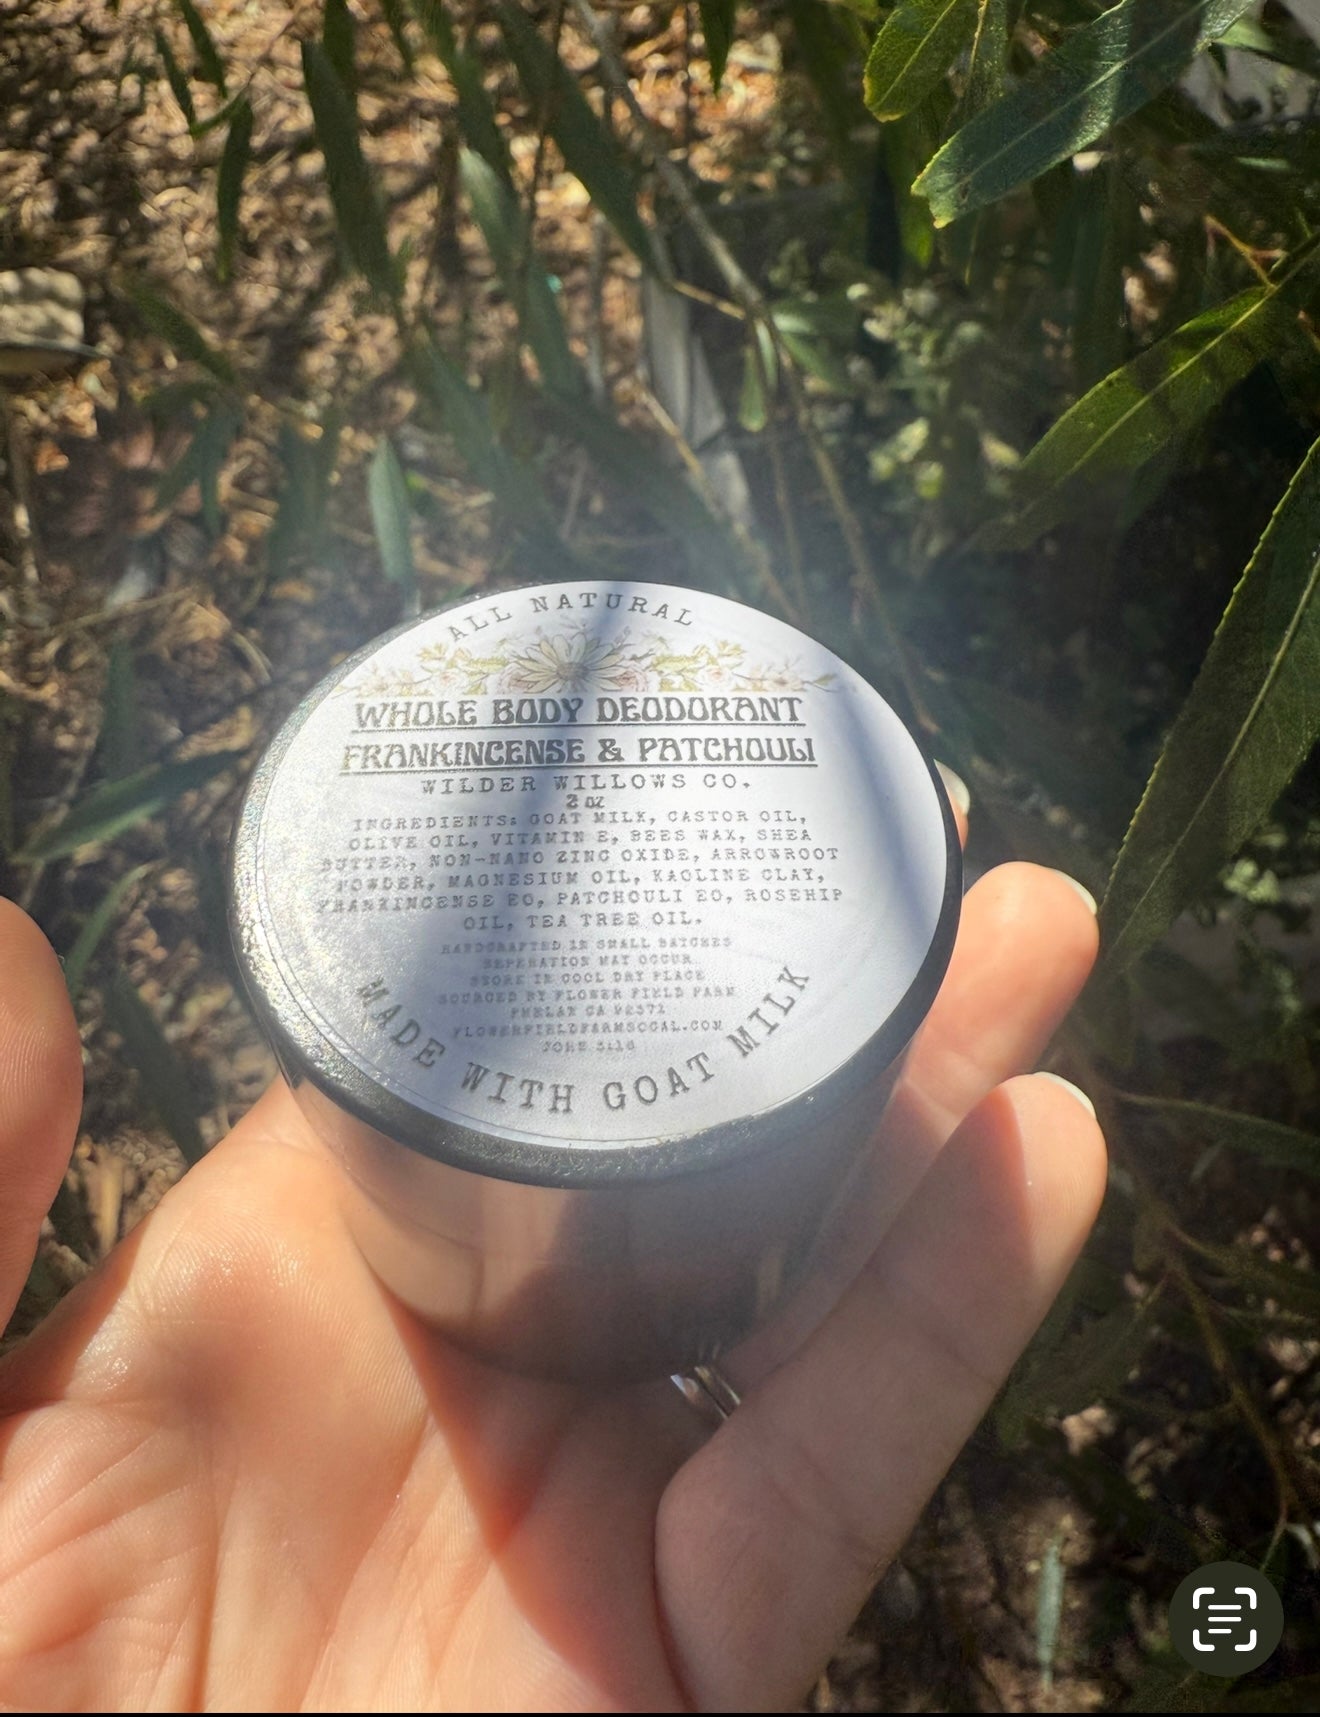 ALL NATURAL
WHOLE BODY DEODORANT
FRANKINCENSE & PATCHOULI
WILDER WILLOWS CO.
2 OZ
INGREDIENTS: GOAT MILK, CASTOR OIL,
OLIVE OIL, VITAMIN E, BEES WAX, SHEA
BUTTER, NON-NANO ZINC OXIDE, ARROWROOT
POWDER, MAGNESIUM OIL, KAOLINE CLAY,
FRANKINCENSE EO, PATCHOULI EO, ROSEHIP
OIL, TEA TREE OIL.
HANDCRAFTED IN SMALL BATCHES
SEPERATION MAY OCCUR
STORE IN COOL DRY PLACE
SOURCED BY FLOWER FIELD FARM
PHELAN CA 92371
FLOWERFIELDFARMSOCAL.COM
MADE WITH GOAT MILK